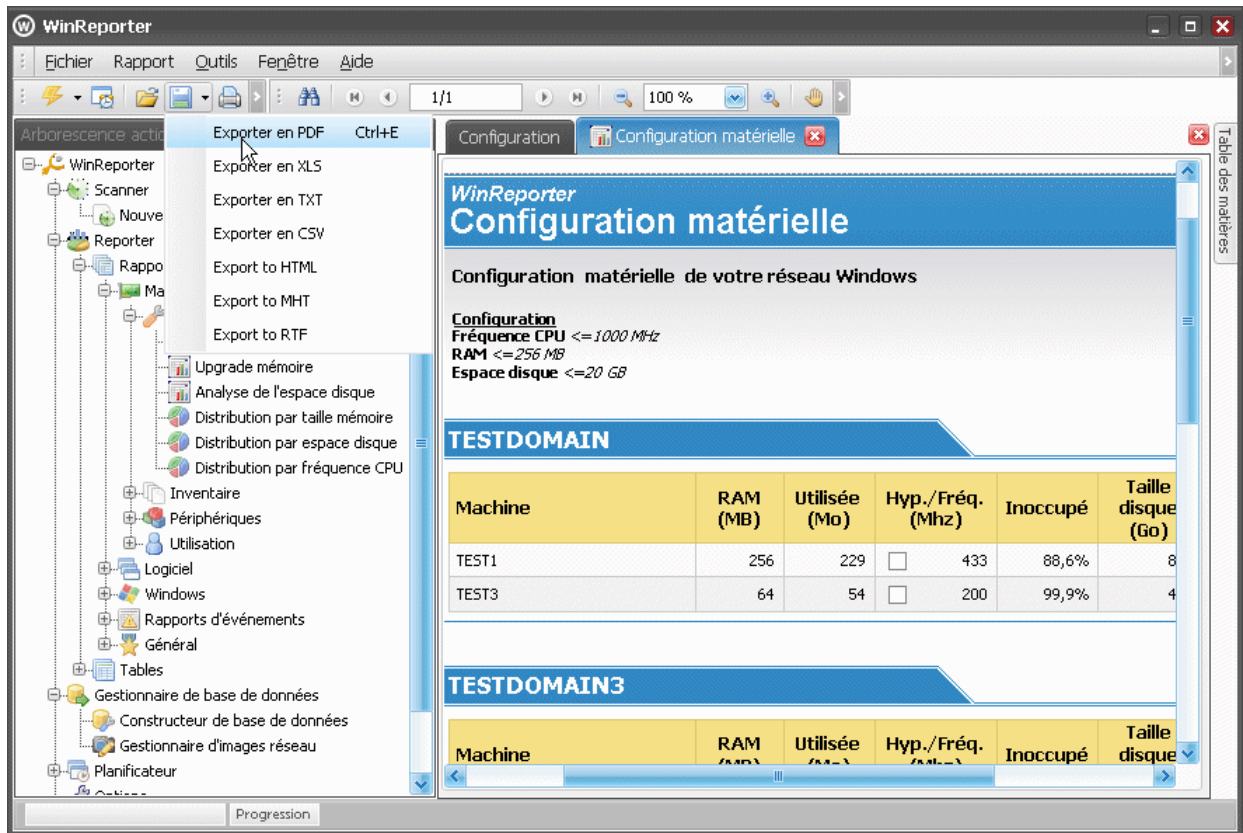 WinReporter
Fichier Rapport Outils Fenêtre Aide
1/1 100 %
Arborescence actio
Exporter en PDF Ctrl+E
Exporter en XLS
Exporter en TXT
Exporter en CSV
Export to HTML
Export to MHT
Export to RTF
WinReporter
Scanner
Nouve
Reporter
Rappo
Ma
Upgrade mémoire
Analyse de l'espace disque
Distribution par taille mémoire
Distribution par espace disque
Distribution par fréquence CPU
Inventaire
Périphériques
Utilisation
Logiciel
Windows
Rapports d'événements
Général
Tables
Gestionnaire de base de données
Constructeur de base de données
Gestionnaire d'images réseau
Planificateur
Configuration Configuration matérielle
Table des matières
WinReporter
Configuration matérielle
Configuration matérielle de votre réseau Windows
Configuration
Fréquence CPU <=1000 MHz
RAM <=256 MB
Espace disque <=20 GB
TESTDOMAIN
Machine RAM (MB) Utilisée (Mo) Hyp./Fréq. (Mhz) Inoccupé Taille disque (Go)
TEST1 256 229 433 88,6% 8
TEST3 64 54 200 99,9% 4
TESTDOMAIN3
Machine RAM Utilisée Hyp./Fréq. Inoccupé Taille disque
Progression